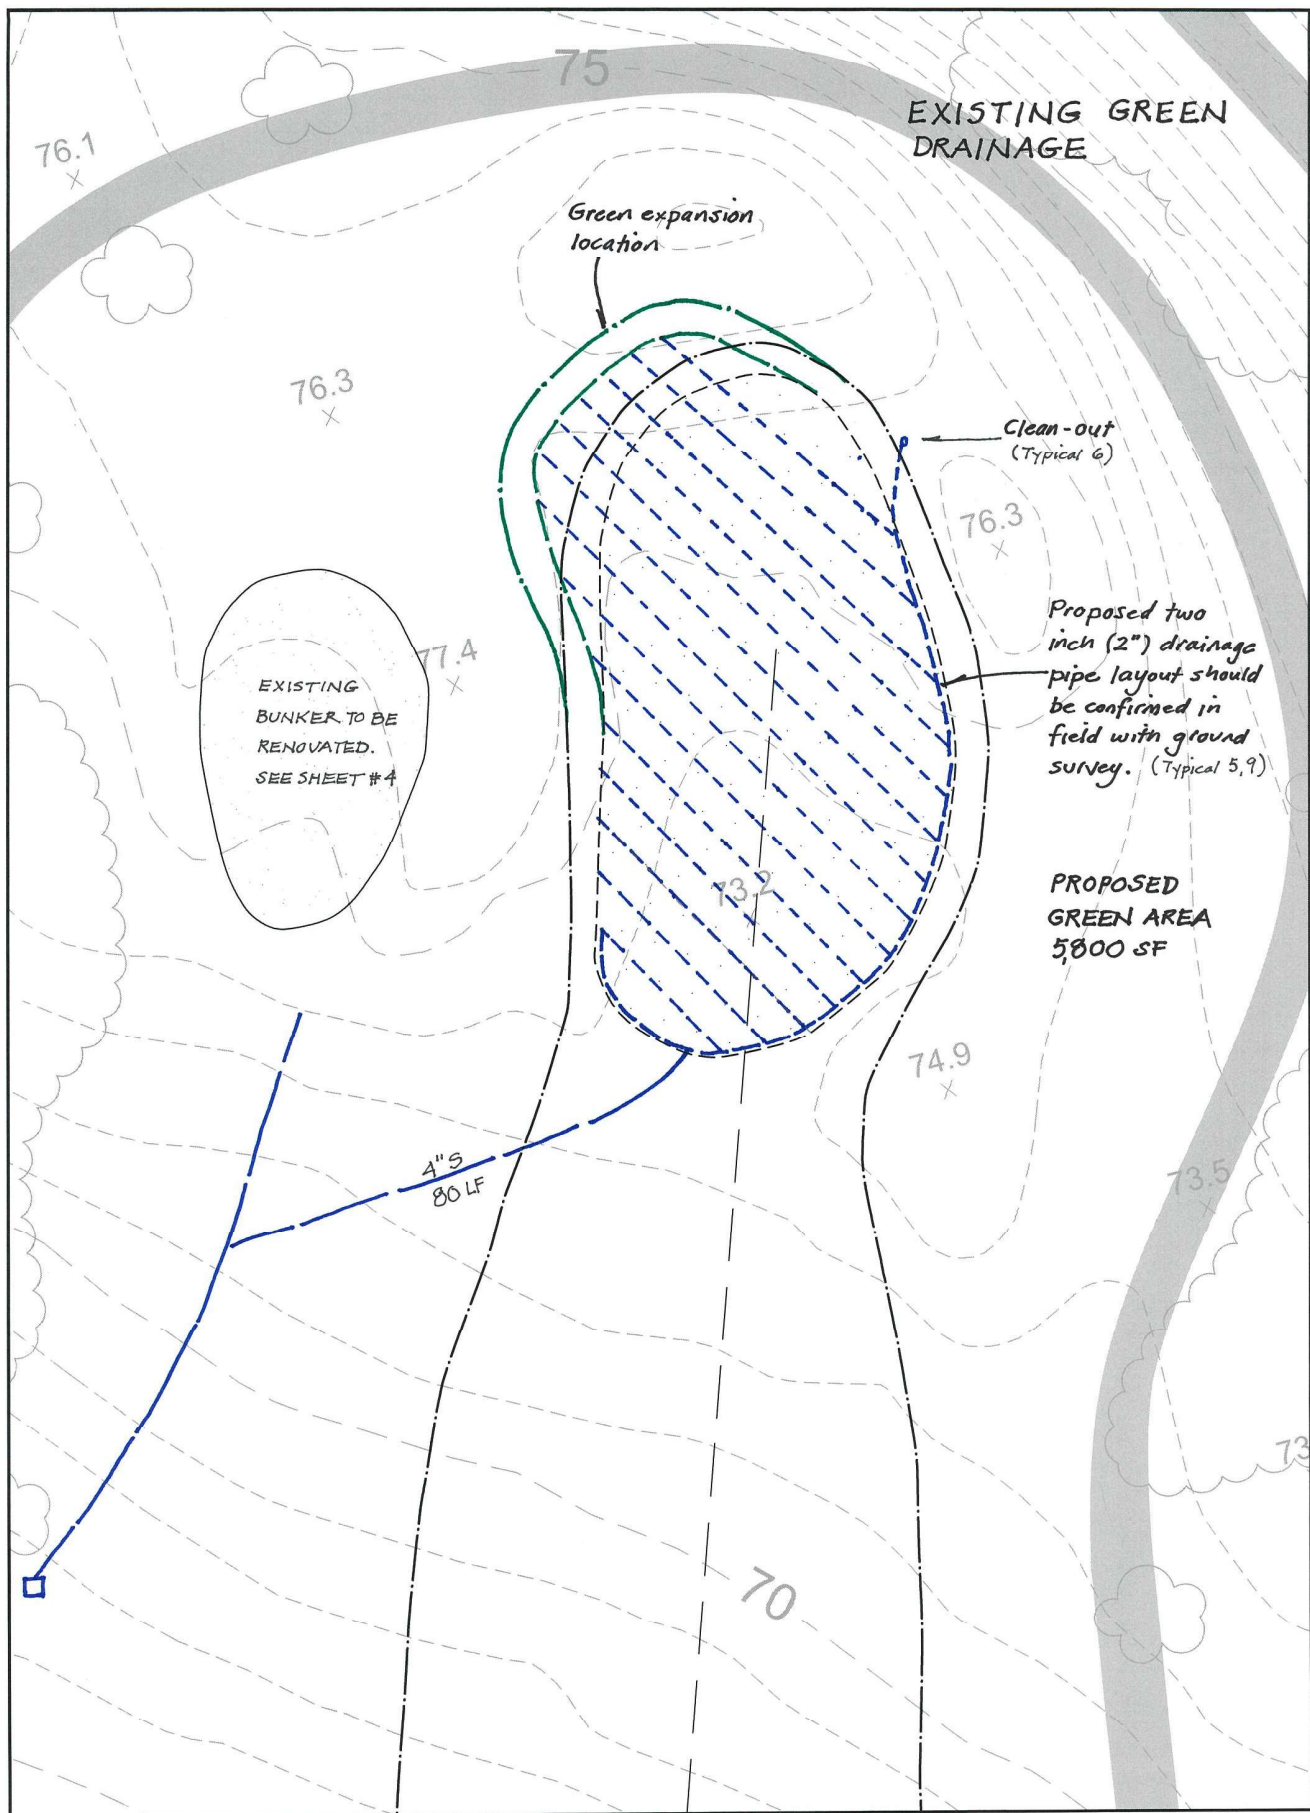 75
EXISTING GREEN
DRAINAGE
76.1
Green expansion
location
76.3
Clean-out
(Typical 6)
76.3
Proposed two
inch (2") drainage
pipe layout should
be confirmed in
field with ground
survey. (Typical 5,9)
77.4
EXISTING
BUNKER TO BE
RENOVATED.
SEE SHEET #4
73.2
PROPOSED
GREEN AREA
5,800 SF
74.9
4" S
80 LF
73.5
73
70